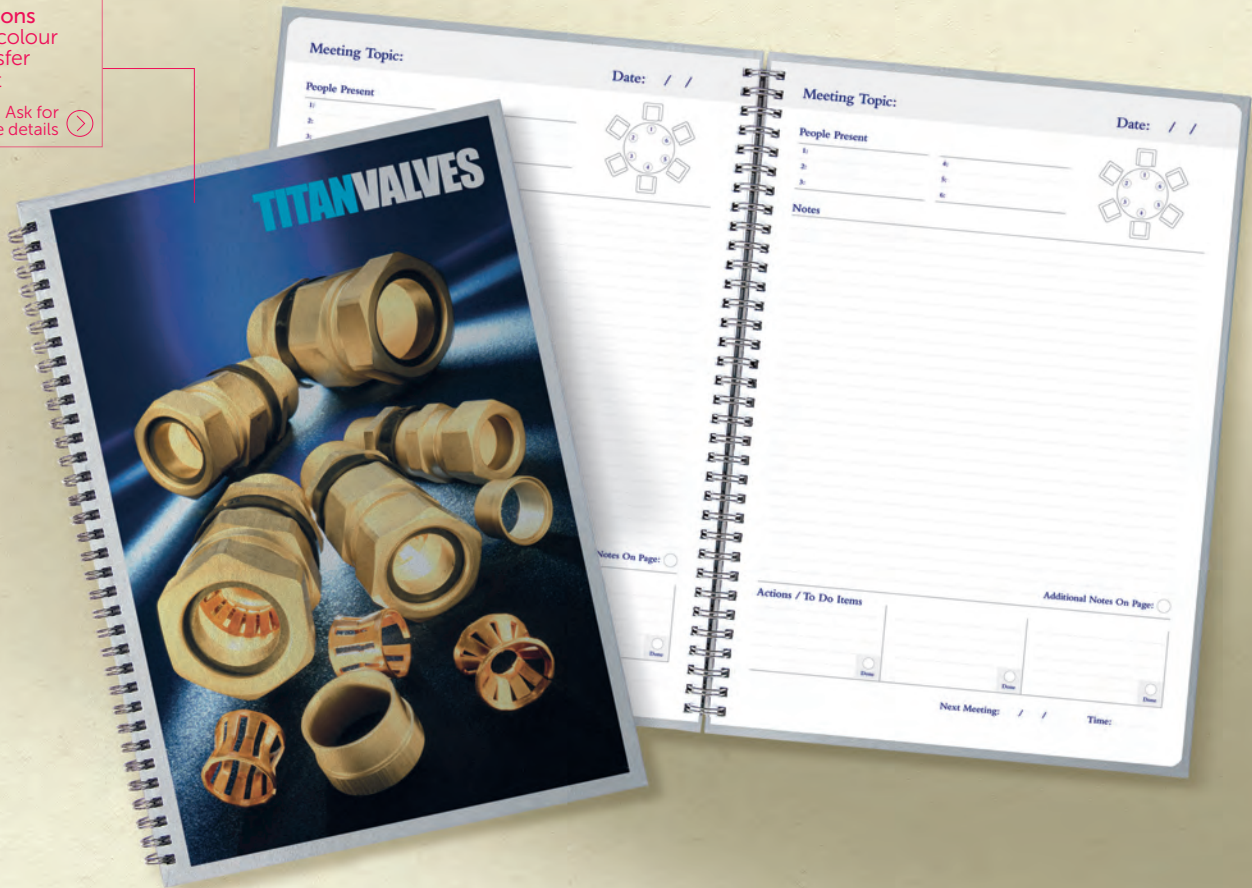 ons
colour
sfer
Ask for
e details
Meeting Topic:
Date: / /
People Present
1:
2:
3:
Notes On Page:
Done
TITANVALVES
Meeting Topic:
Date: / /
People Present
1:
2:
3:
4:
5:
6:
Notes
Additional Notes On Page:
Actions / To Do Items
Done
Done
Done
Next Meeting: / /
Time: